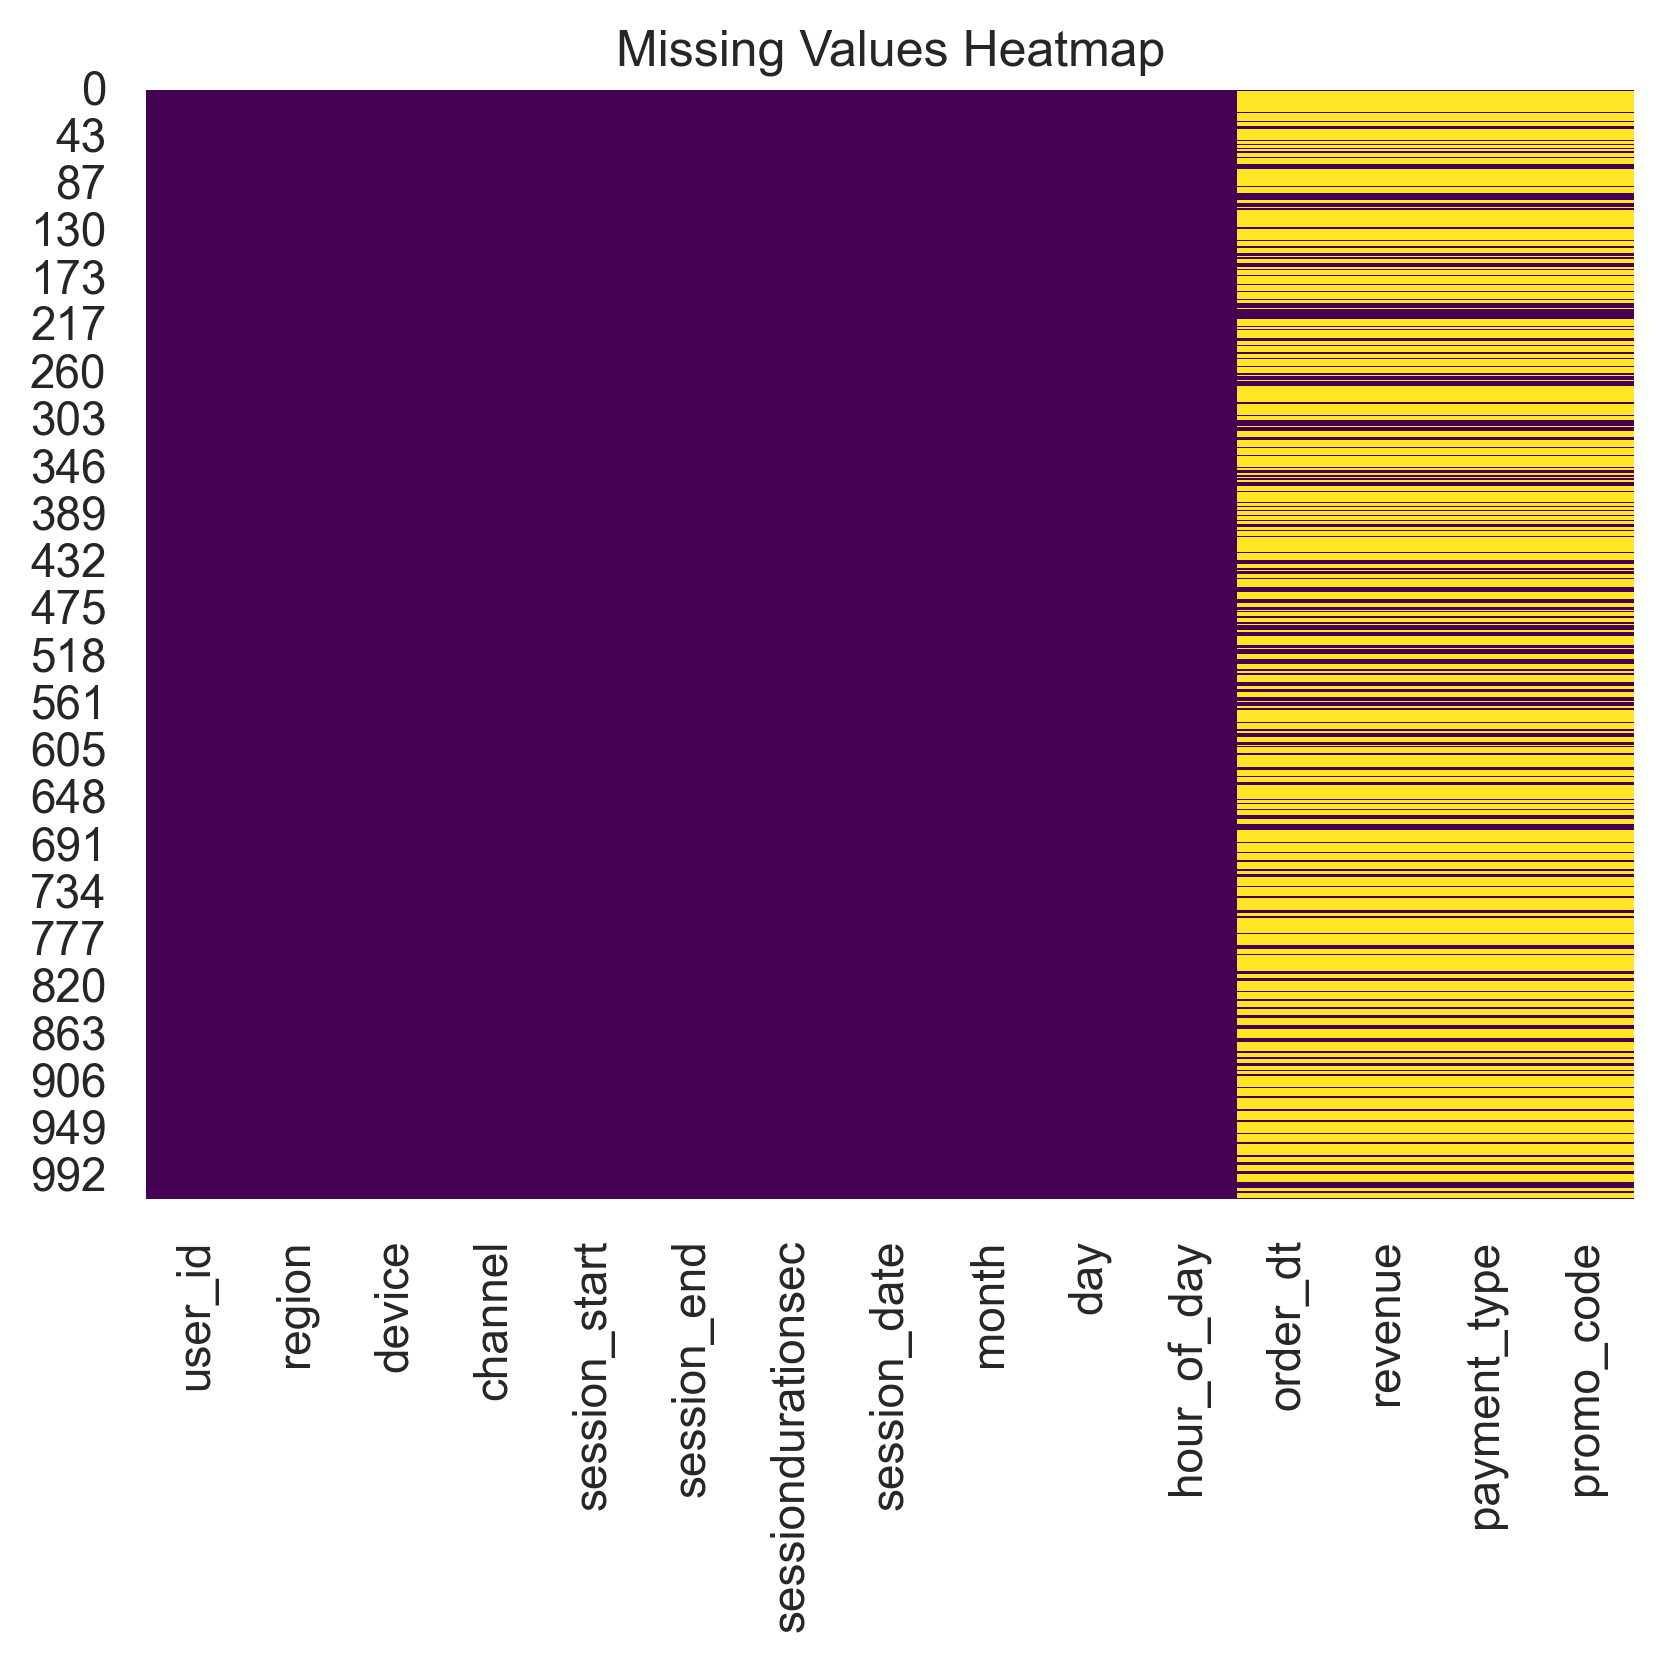 Missing Values Heatmap
0
43
87
130
173
217
260
303
346
389
432
475
518
561
605
648
691
734
777
820
863
906
949
992
user_id
region
device
channel
session_start
session_end
sessiondurationsec
session_date
month
day
hour_of_day
order_dt
revenue
payment_type
promo_code